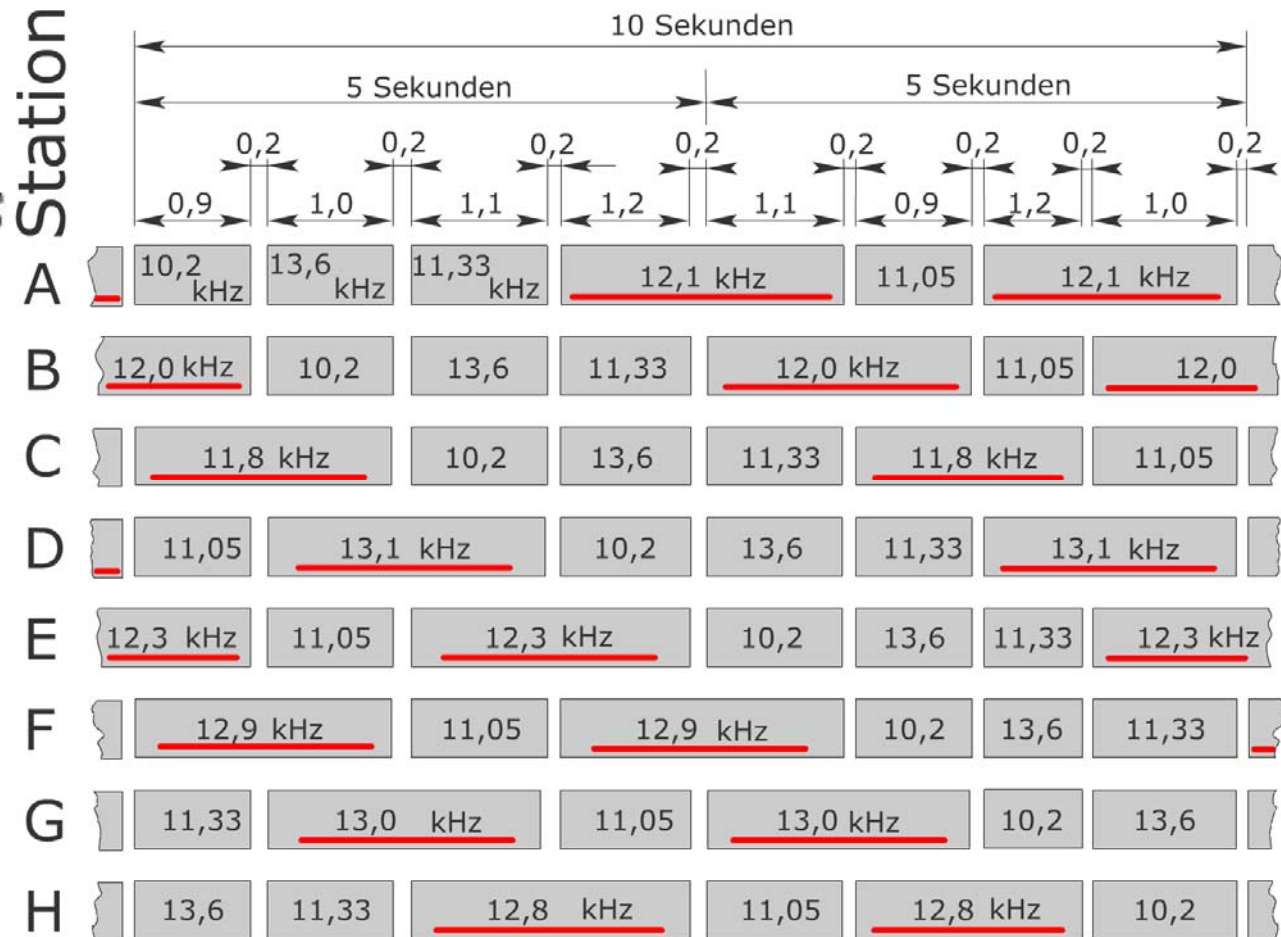 Station
10 Sekunden
5 Sekunden 5 Sekunden
0,2 0,2 0,2 0,2 0,2 0,2 0,2 0,2
0,9 1,0 1,1 1,2 1,1 0,9 1,2 1,0
A 10,2 kHz 13,6 kHz 11,33 kHz 12,1 kHz 11,05 12,1 kHz
B 12,0 kHz 10,2 13,6 11,33 12,0 kHz 11,05 12,0
C 11,8 kHz 10,2 13,6 11,33 11,8 kHz 11,05
D 11,05 13,1 kHz 10,2 13,6 11,33 13,1 kHz
E 12,3 kHz 11,05 12,3 kHz 10,2 13,6 11,33 12,3 kHz
F 12,9 kHz 11,05 12,9 kHz 10,2 13,6 11,33
G 11,33 13,0 kHz 11,05 13,0 kHz 10,2 13,6
H 13,6 11,33 12,8 kHz 11,05 12,8 kHz 10,2